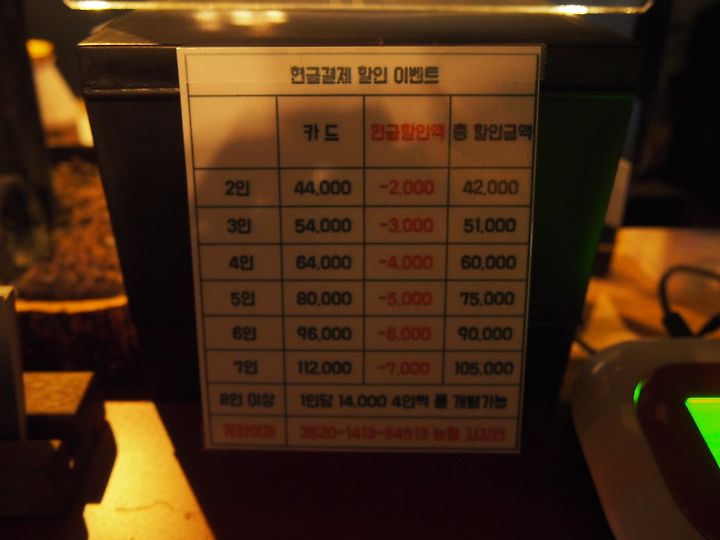 현금결제 할인 이벤트
카드 현금할인액 총 할인금액
2인 44,000 -2,000 42,000
3인 54,000 -3,000 51,000
4인 64,000 -4,000 60,000
5인 80,000 -5,000 75,000
6인 96,000 -6,000 90,000
7인 112,000 -7,000 105,000
8인 이상 1인당 14,000 4인씩 룸 개별가능
계좌이체 3520-1413-64513 농협